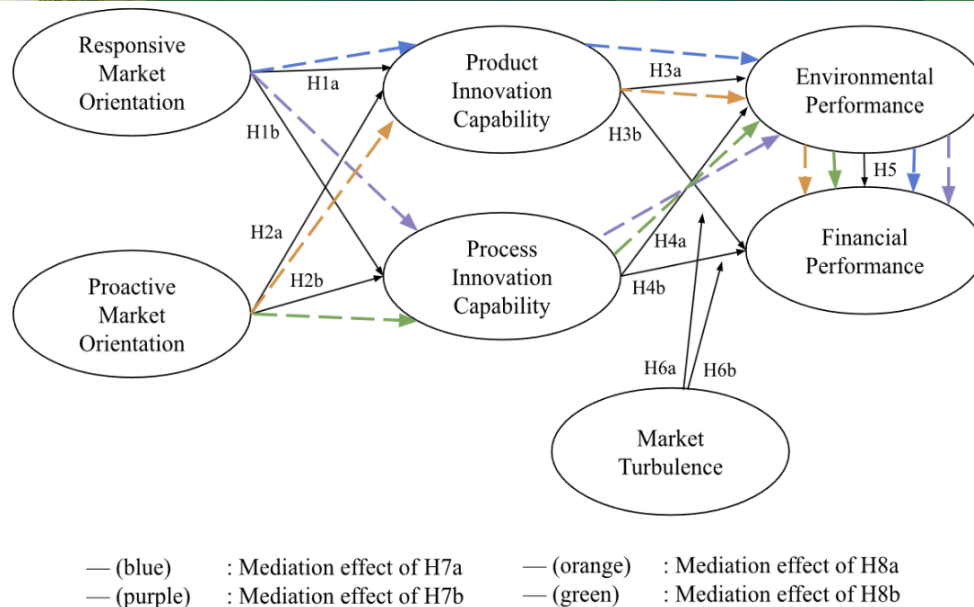 Responsive
Market
Orientation
Product
Innovation
Capability
Environmental
Performance
H1a
H1b
H3a
H3b
H5
H2a
H2b
Proactive
Market
Orientation
Process
Innovation
Capability
H4a
H4b
Financial
Performance
H6a
H6b
Market
Turbulence
— (blue) : Mediation effect of H7a
— (orange) : Mediation effect of H8a
— (purple) : Mediation effect of H7b
— (green) : Mediation effect of H8b